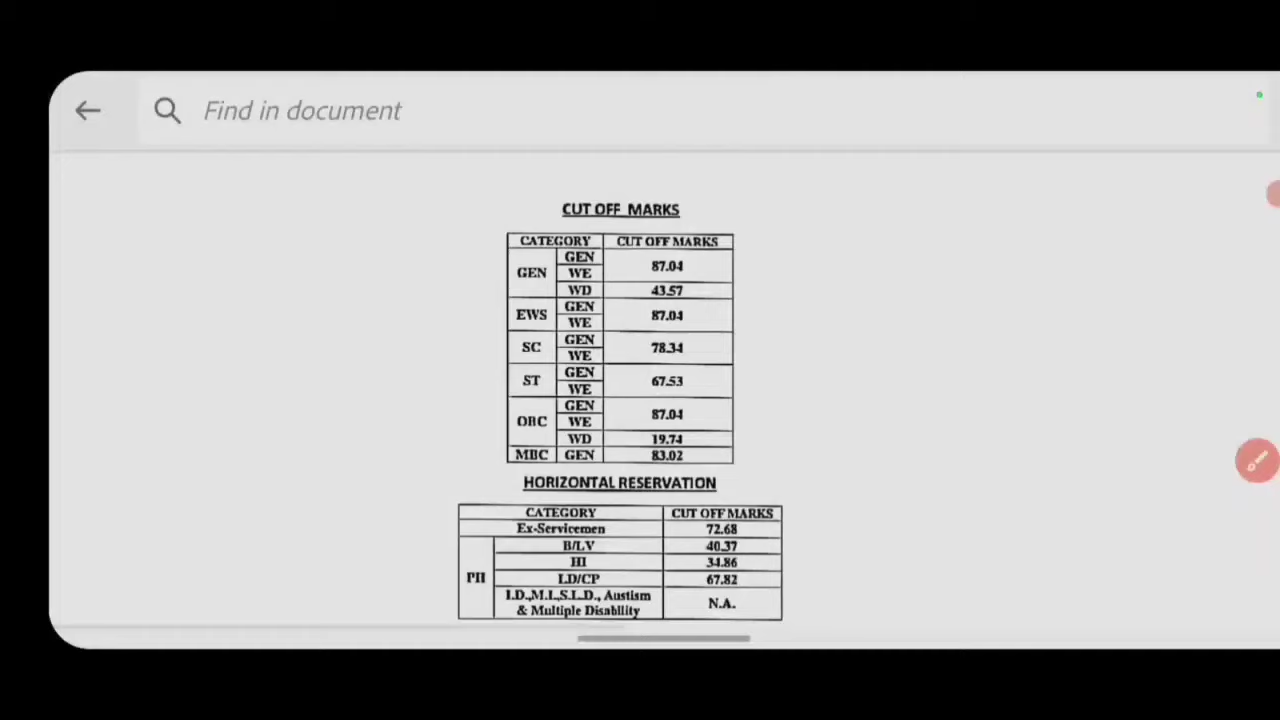 Find in document
CUT OFF MARKS
CATEGORY CUT OFF MARKS
GEN GEN 87.04
WE
WD 43.57
EWS GEN 87.04
WE
SC GEN 78.34
WE
ST GEN 67.53
WE
OBC GEN 87.04
WE
WD 19.74
MBC GEN 83.02
HORIZONTAL RESERVATION
CATEGORY CUT OFF MARKS
Ex-Servicemen 72.68
PH B/LV 40.37
HI 34.86
LD/CP 67.82
I.D.,M.I.,S.L.D., Austism
& Multiple Disability N.A.